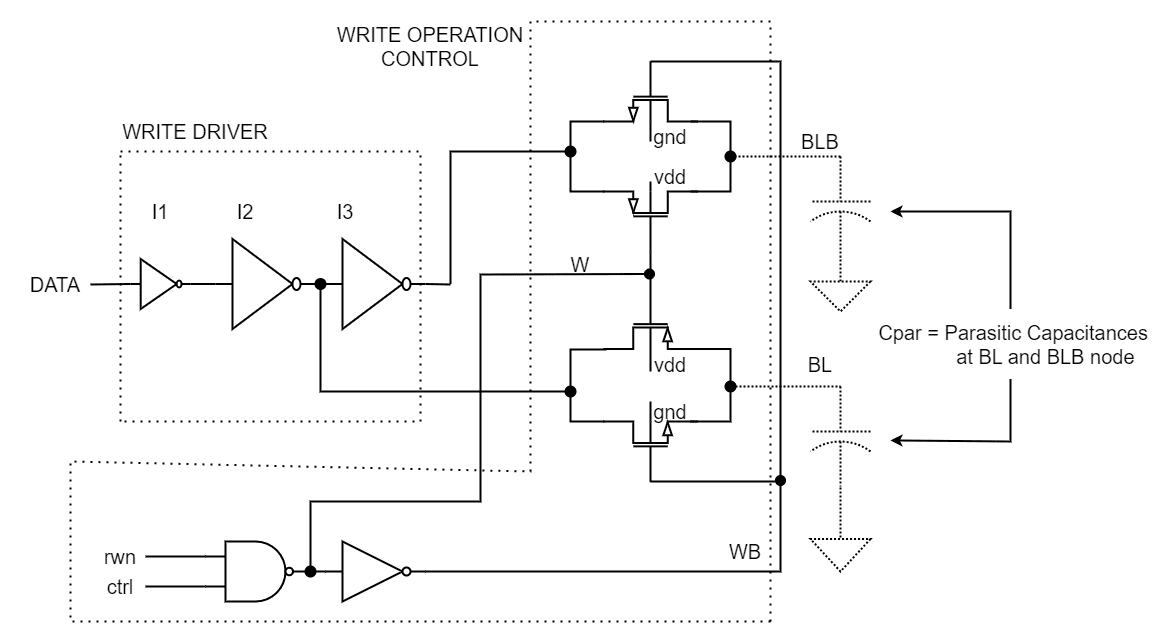 WRITE OPERATION
CONTROL
WRITE DRIVER
gnd
BLB
vdd
I1
I2
I3
W
DATA
Cpar = Parasitic Capacitances
at BL and BLB node
vdd
BL
gnd
WB
rwn
ctrl